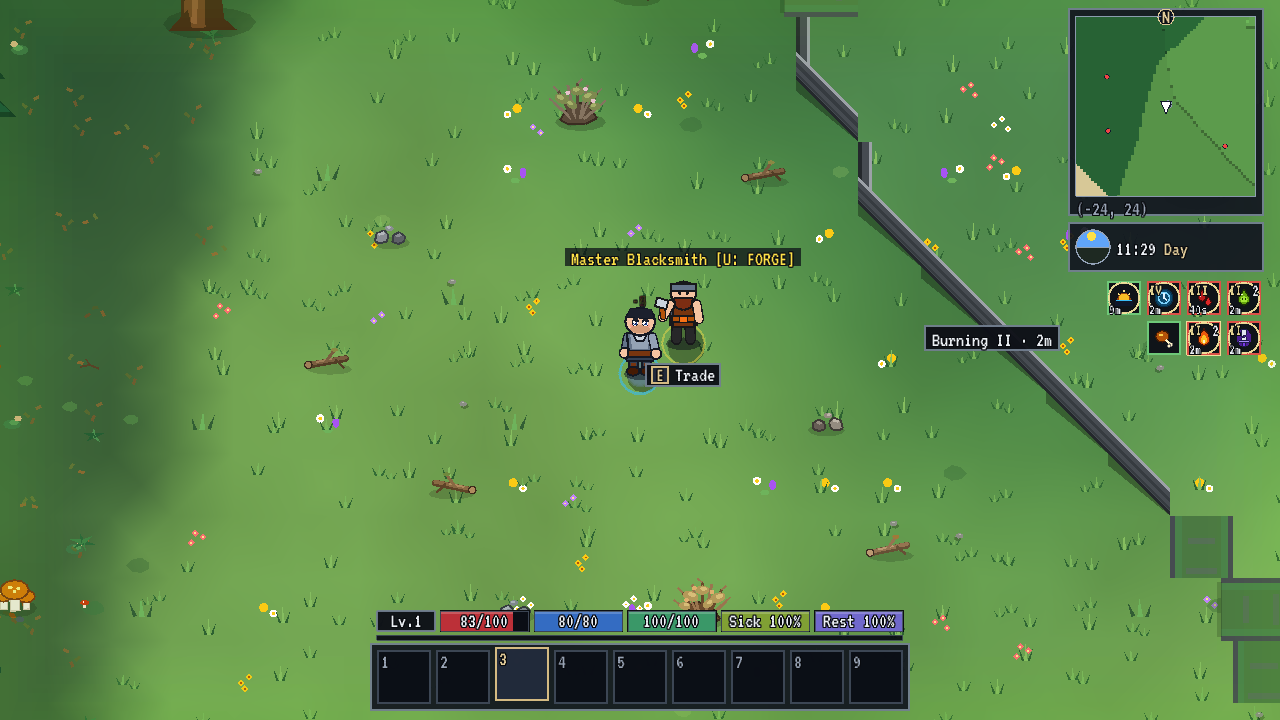 N
(-24, 24)
11:29 Day
Master Blacksmith [U: FORGE]
Burning II · 2m
E Trade
Lv.1 83/100 80/80 100/100 Sick 100% Rest 100%
1 2 3 4 5 6 7 8 9